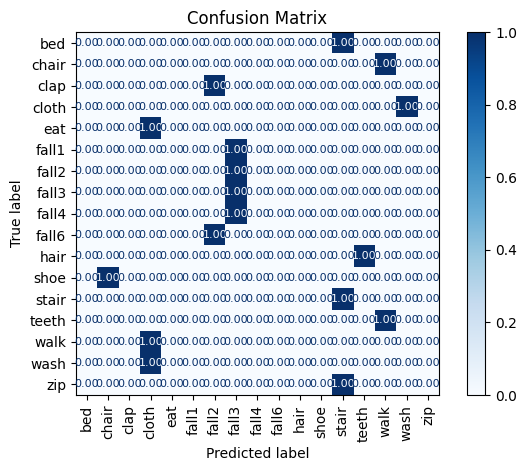 Confusion Matrix
bed 0.00 0.00 0.00 0.00 0.00 0.00 0.00 0.00 0.00 0.00 0.00 0.00 1.00 0.00 0.00 0.00 0.00
chair 0.00 0.00 0.00 0.00 0.00 0.00 0.00 0.00 0.00 0.00 0.00 0.00 0.00 0.00 1.00 0.00 0.00
clap 0.00 0.00 0.00 0.00 0.00 0.00 1.00 0.00 0.00 0.00 0.00 0.00 0.00 0.00 0.00 0.00 0.00
cloth 0.00 0.00 0.00 0.00 0.00 0.00 0.00 0.00 0.00 0.00 0.00 0.00 0.00 0.00 0.00 1.00 0.00
eat 0.00 0.00 0.00 1.00 0.00 0.00 0.00 0.00 0.00 0.00 0.00 0.00 0.00 0.00 0.00 0.00 0.00
fall1 0.00 0.00 0.00 0.00 0.00 0.00 0.00 1.00 0.00 0.00 0.00 0.00 0.00 0.00 0.00 0.00 0.00
fall2 0.00 0.00 0.00 0.00 0.00 0.00 0.00 1.00 0.00 0.00 0.00 0.00 0.00 0.00 0.00 0.00 0.00
fall3 0.00 0.00 0.00 0.00 0.00 0.00 0.00 1.00 0.00 0.00 0.00 0.00 0.00 0.00 0.00 0.00 0.00
fall4 0.00 0.00 0.00 0.00 0.00 0.00 0.00 1.00 0.00 0.00 0.00 0.00 0.00 0.00 0.00 0.00 0.00
fall6 0.00 0.00 0.00 0.00 0.00 0.00 1.00 0.00 0.00 0.00 0.00 0.00 0.00 0.00 0.00 0.00 0.00
hair 0.00 0.00 0.00 0.00 0.00 0.00 0.00 0.00 0.00 0.00 0.00 0.00 0.00 1.00 0.00 0.00 0.00
shoe 0.00 1.00 0.00 0.00 0.00 0.00 0.00 0.00 0.00 0.00 0.00 0.00 0.00 0.00 0.00 0.00 0.00
stair 0.00 0.00 0.00 0.00 0.00 0.00 0.00 0.00 0.00 0.00 0.00 0.00 1.00 0.00 0.00 0.00 0.00
teeth 0.00 0.00 0.00 0.00 0.00 0.00 0.00 0.00 0.00 0.00 0.00 0.00 0.00 0.00 1.00 0.00 0.00
walk 0.00 0.00 0.00 1.00 0.00 0.00 0.00 0.00 0.00 0.00 0.00 0.00 0.00 0.00 0.00 0.00 0.00
wash 0.00 0.00 0.00 1.00 0.00 0.00 0.00 0.00 0.00 0.00 0.00 0.00 0.00 0.00 0.00 0.00 0.00
zip 0.00 0.00 0.00 0.00 0.00 0.00 0.00 0.00 0.00 0.00 0.00 0.00 1.00 0.00 0.00 0.00 0.00
True label
bed chair clap cloth eat fall1 fall2 fall3 fall4 fall6 hair shoe stair teeth walk wash zip
Predicted label
1.0
0.8
0.6
0.4
0.2
0.0